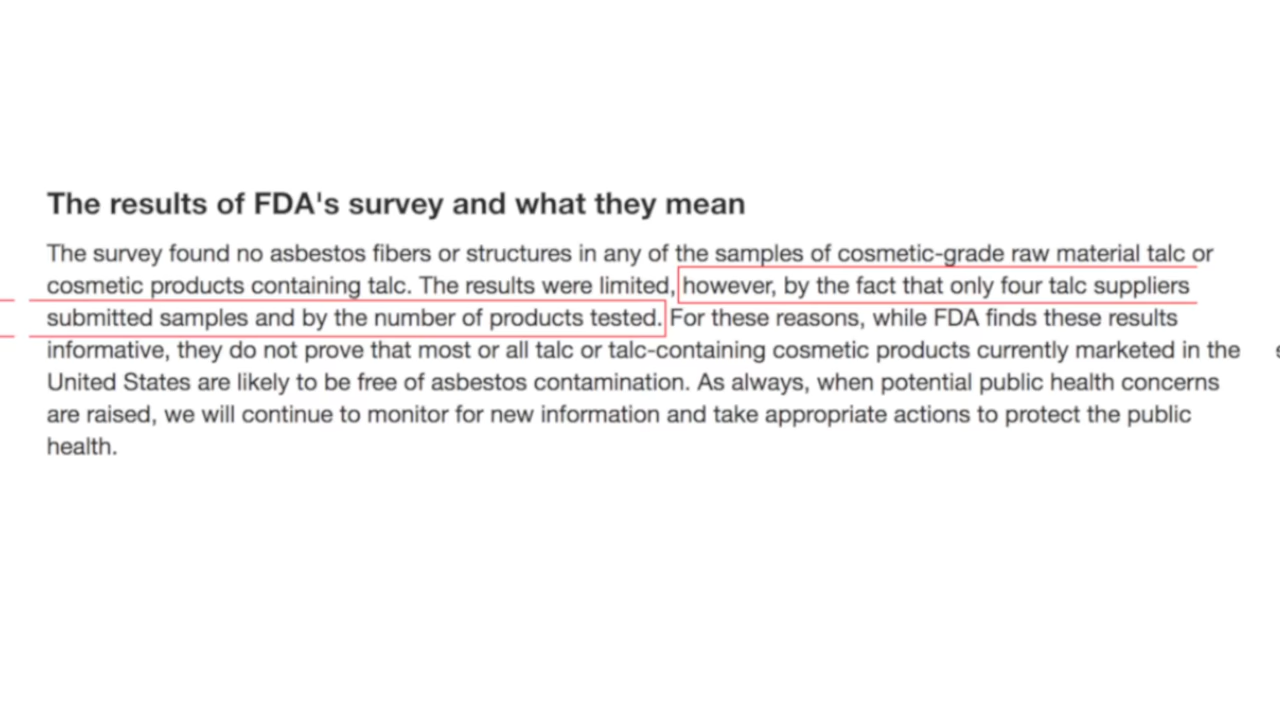 The results of FDA's survey and what they mean
The survey found no asbestos fibers or structures in any of the samples of cosmetic-grade raw material talc or
cosmetic products containing talc. The results were limited, however, by the fact that only four talc suppliers
submitted samples and by the number of products tested. For these reasons, while FDA finds these results
informative, they do not prove that most or all talc or talc-containing cosmetic products currently marketed in the
United States are likely to be free of asbestos contamination. As always, when potential public health concerns
are raised, we will continue to monitor for new information and take appropriate actions to protect the public
health.